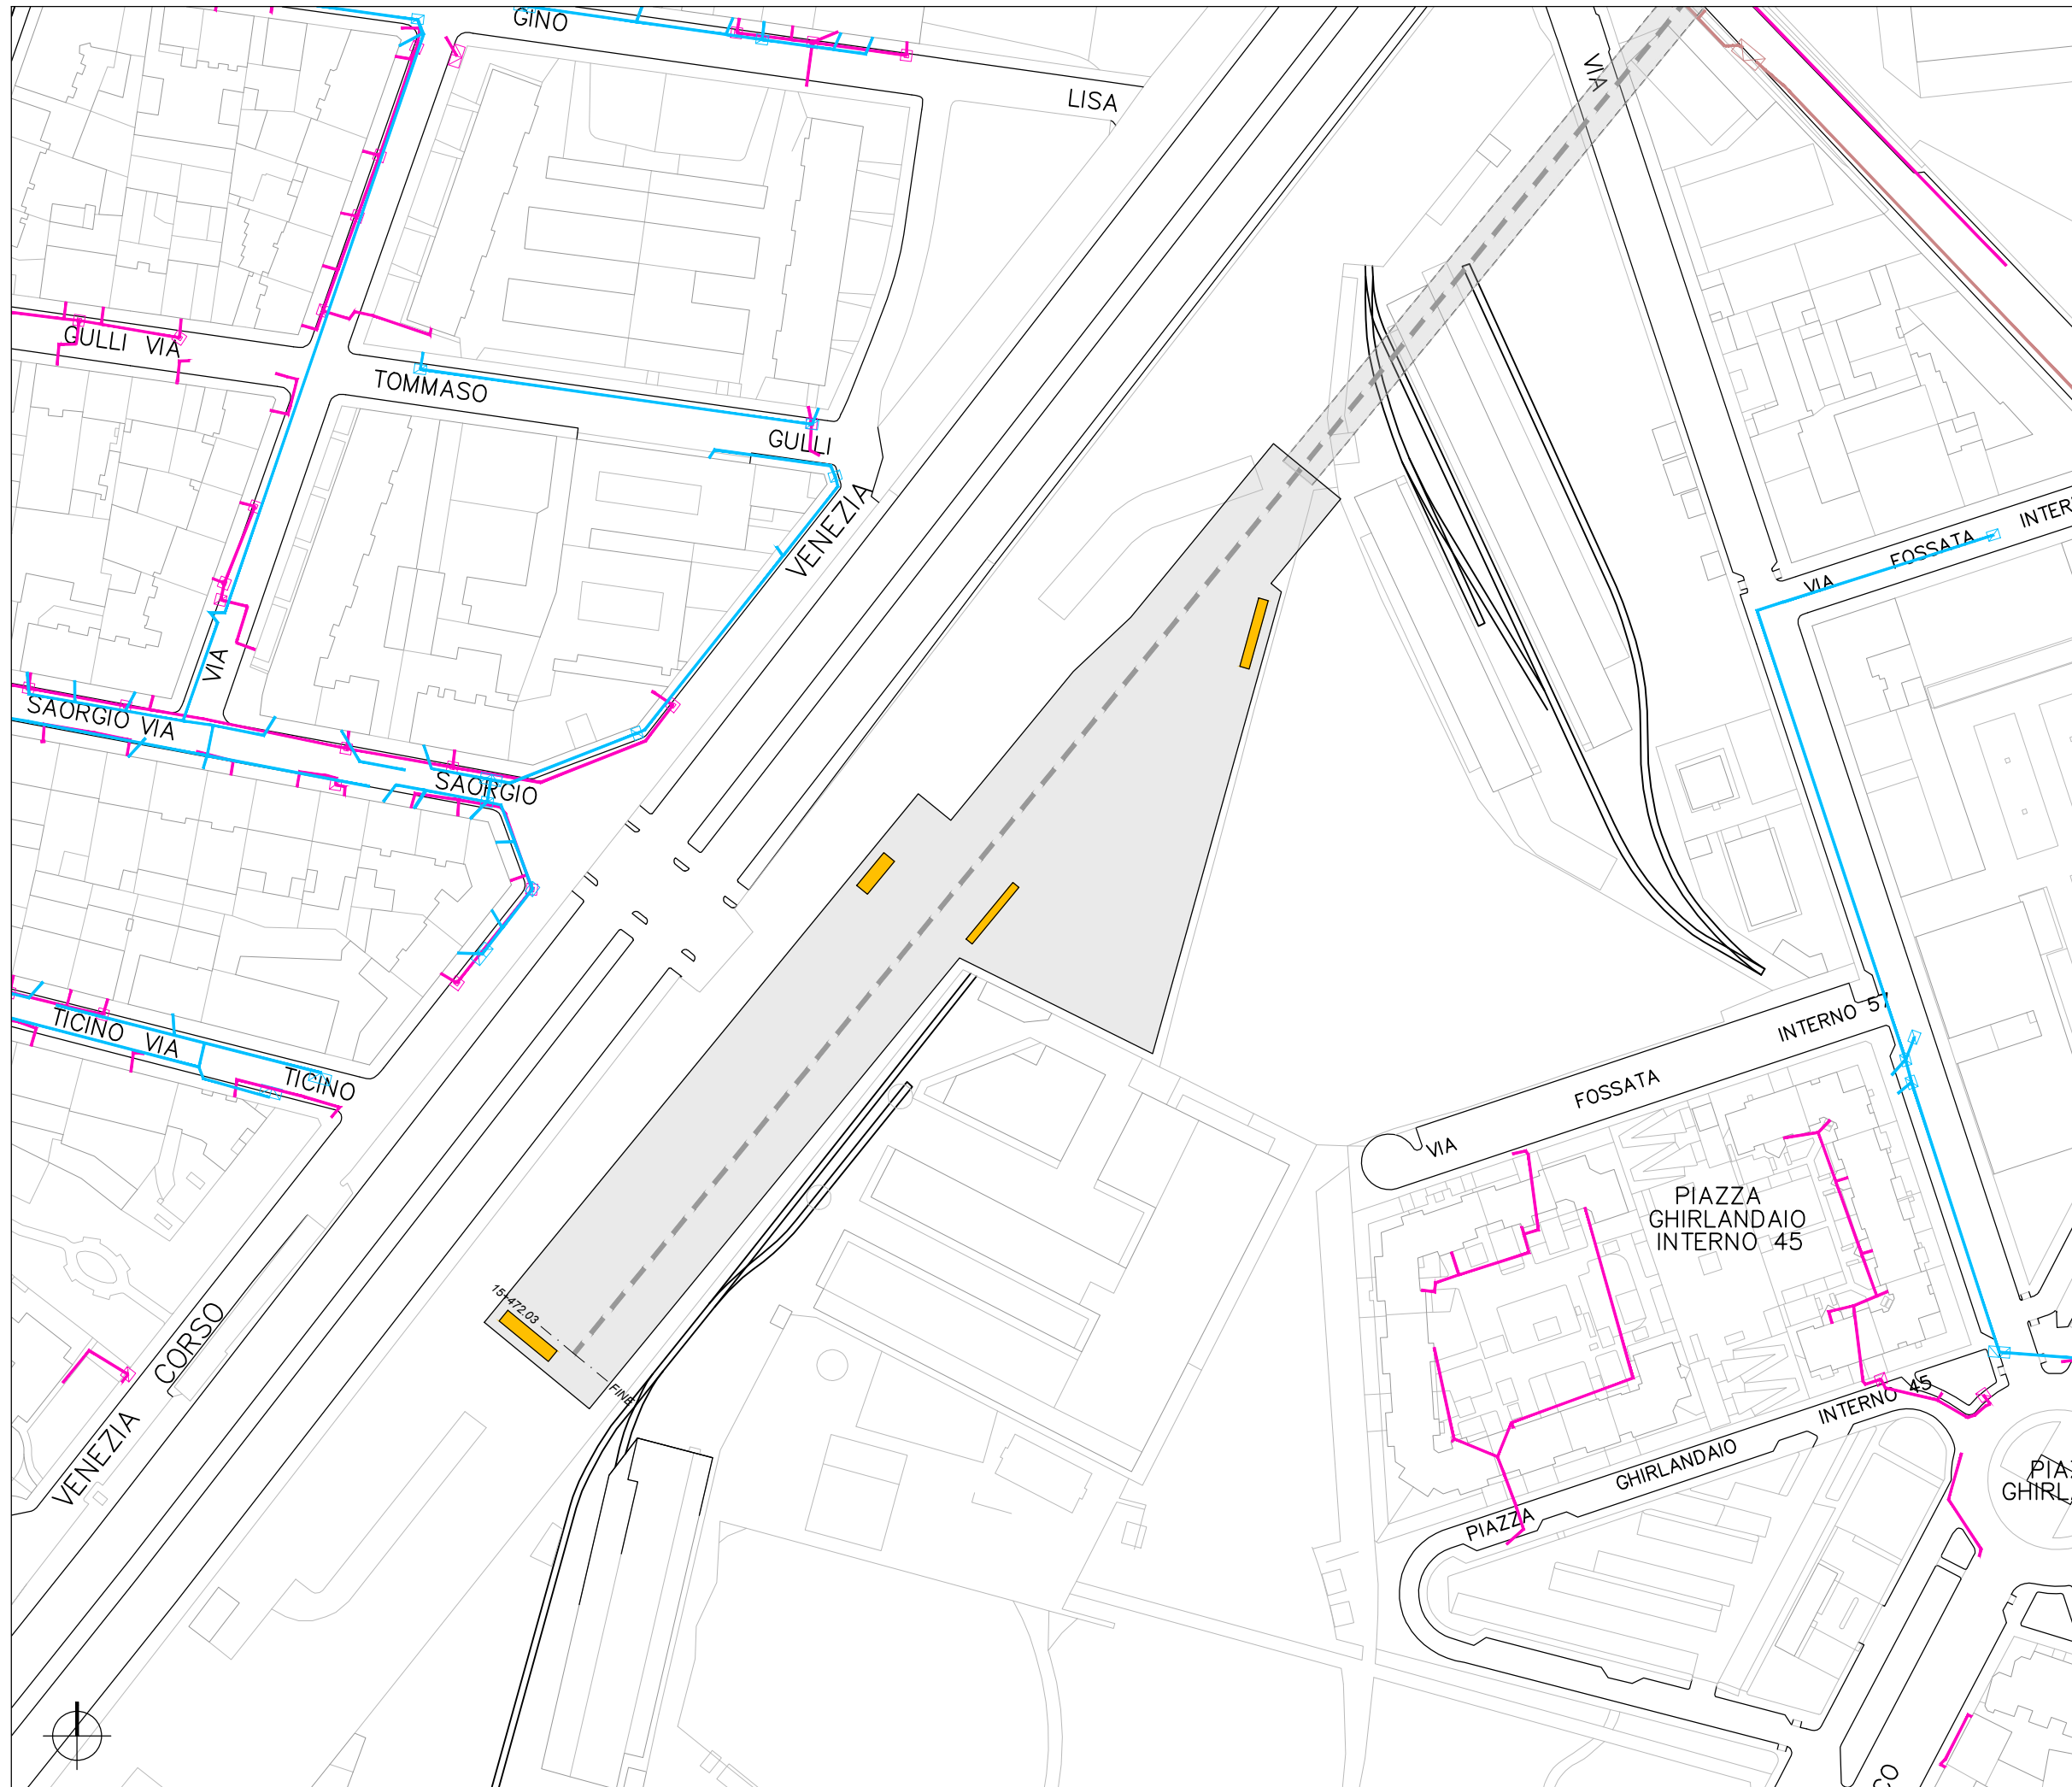 GINO
LISA
VIA
GULLI VIA
TOMMASO
GULLI
VENEZIA
VIA FOSSATA
VIA
SAORGIO VIA
SAORGIO
TICINO VIA
TICINO
INTERNO 57
FOSSATA
VIA
PIAZZA
GHIRLANDAIO
INTERNO 45
15+472.03
FINE
CORSO
VENEZIA
INTERNO 45
GHIRLANDAIO
PIAZZA